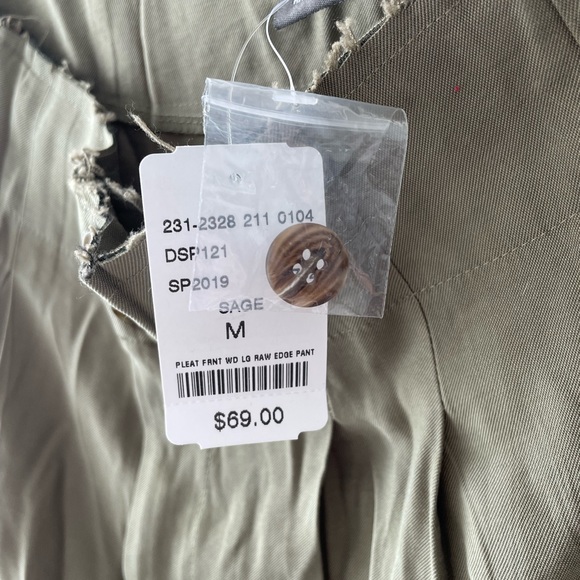 231-2328 211 0104
DSP121
SP2019
SAGE
M
PLEAT FRNT WD LG RAW EDGE PANT
$69.00